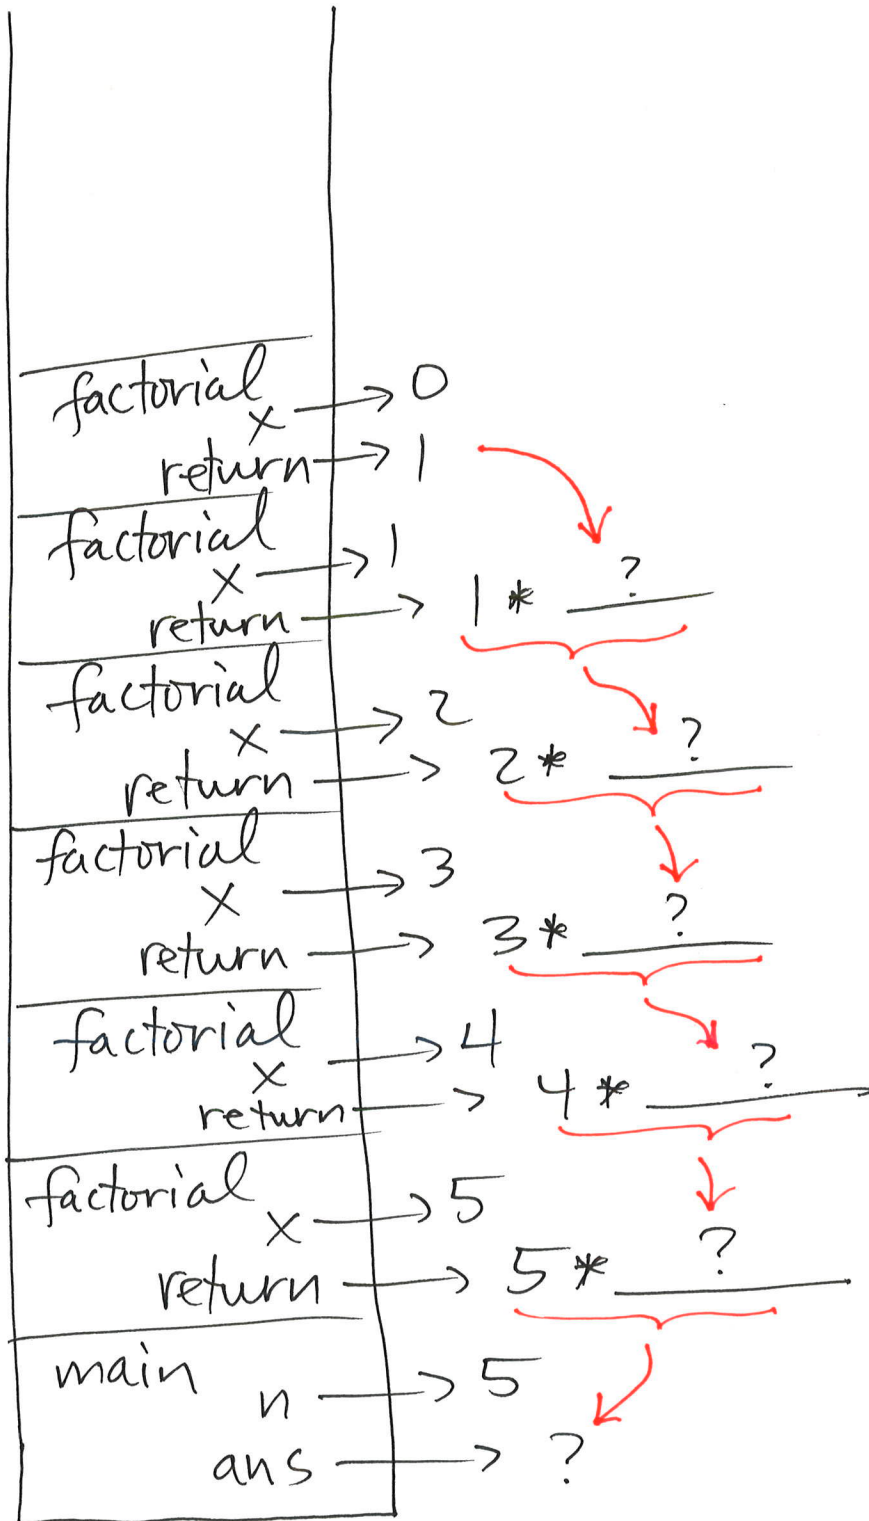 factorial
x → 0
return → 1
factorial
x → 1
return → 1 * ?
factorial
x → 2
return → 2 * ?
factorial
x → 3
return → 3 * ?
factorial
x → 4
return → 4 * ?
factorial
x → 5
return → 5 * ?
main
n → 5
ans → ?